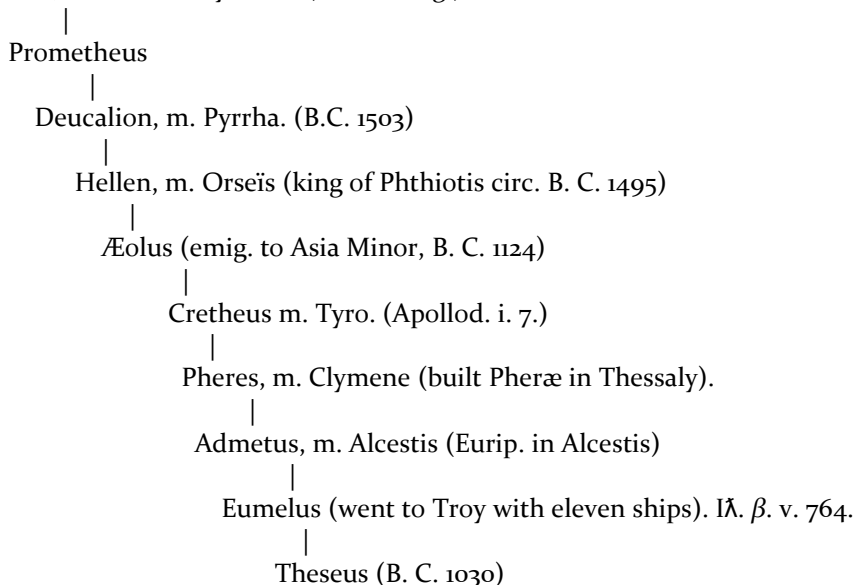 Prometheus
Deucalion, m. Pyrrha. (B.C. 1503)
Hellen, m. Orseïs (king of Phthiotis circ. B. C. 1495)
Æolus (emig. to Asia Minor, B. C. 1124)
Cretheus m. Tyro. (Apollod. i. 7.)
Pheres, m. Clymene (built Pheræ in Thessaly).
Admetus, m. Alcestis (Eurip. in Alcestis)
Eumelus (went to Troy with eleven ships). Iλ. β. v. 764.
Theseus (B. C. 1030)